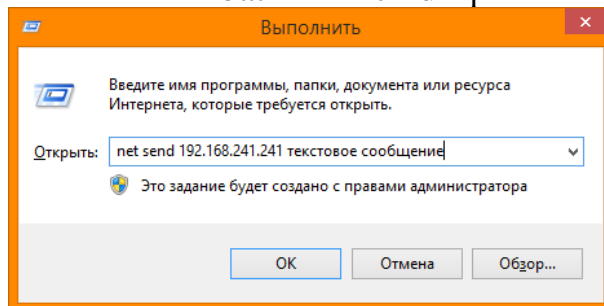 Выполнить
Введите имя программы, папки, документа или ресурса
Интернета, которые требуется открыть.
Открыть: net send 192.168.241.241 текстовое сообщение
Это задание будет создано с правами администратора
ОК Отмена Обзор...